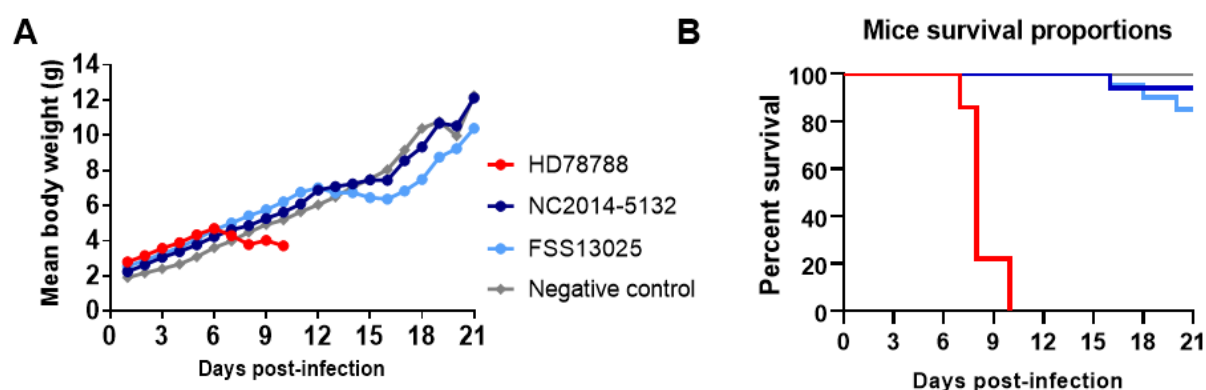 A
Mean body weight (g)
14
12
10
8
6
4
2
0
0 3 6 9 12 15 18 21
Days post-infection
HD78788
NC2014-5132
FSS13025
Negative control
B
Mice survival proportions
Percent survival
100
80
60
40
20
0
0 3 6 9 12 15 18 21
Days post-infection